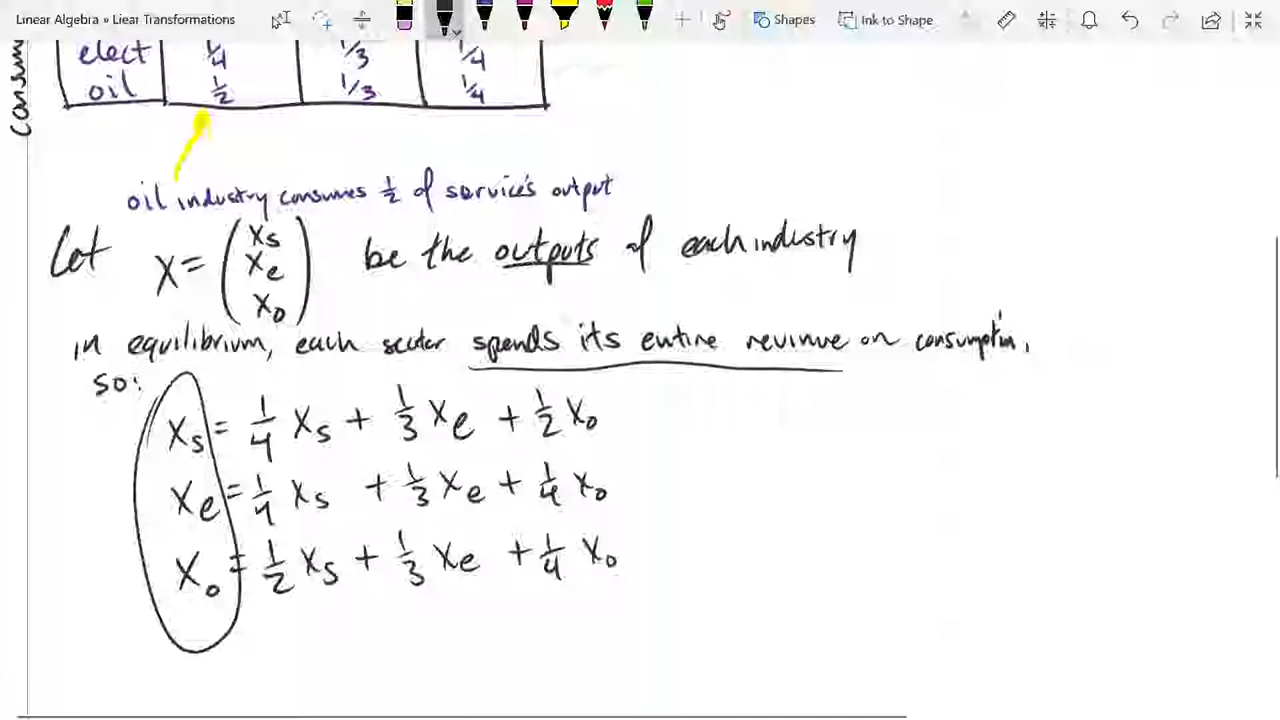 Linear Algebra » Liear Transformations
Shapes
Ink to Shape
consum
elect 1/4 1/3 1/4
oil 1/2 1/3 1/4
oil industry consumes 1/2 of service's output
Let X = (xs xe xo) be the outputs of each industry
in equilibrium, each sector spends its entire revinue on consumption,
so:
xs = 1/4 xs + 1/3 xe + 1/2 xo
xe = 1/4 xs + 1/3 xe + 1/4 xo
xo = 1/2 xs + 1/3 xe + 1/4 xo